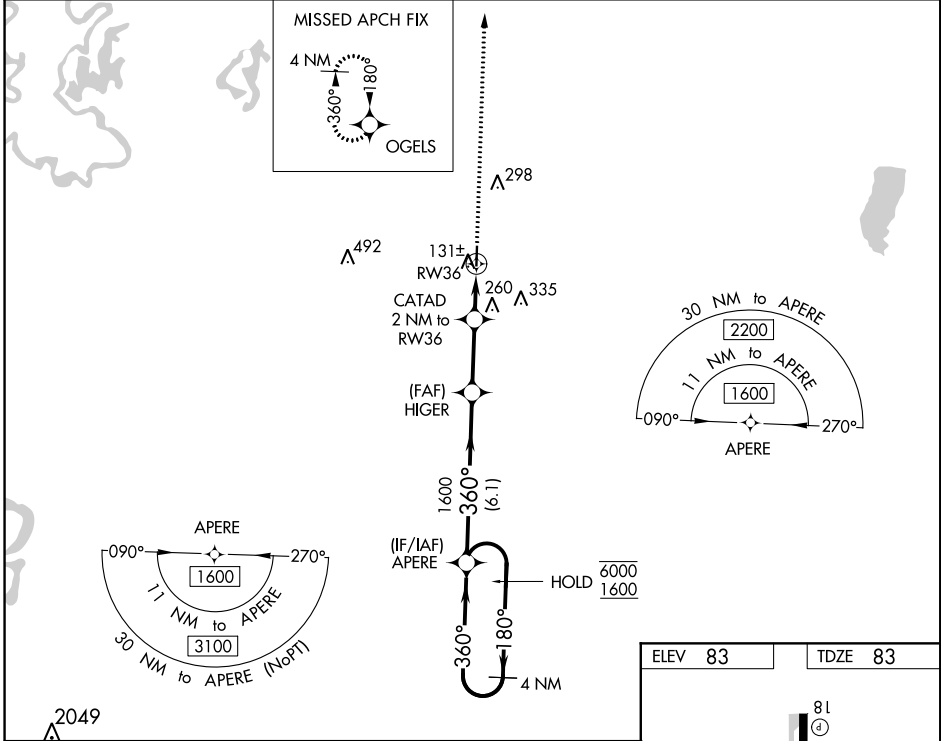 MISSED APCH FIX
4 NM
360°
180°
OGELS
298
492
131±
RW36
260
335
CATAD
2 NM to
RW36
(FAF)
HIGER
30 NM to APERE
2200
11 NM to APERE
1600
090°
270°
APERE
1600
360°
(6.1)
(IF/IAF)
APERE
HOLD 6000
1600
360°
180°
4 NM
APERE
090°
270°
1600
11 NM to APERE
3100
30 NM to APERE (NoPT)
2049
ELEV 83
TDZE 83
18
P